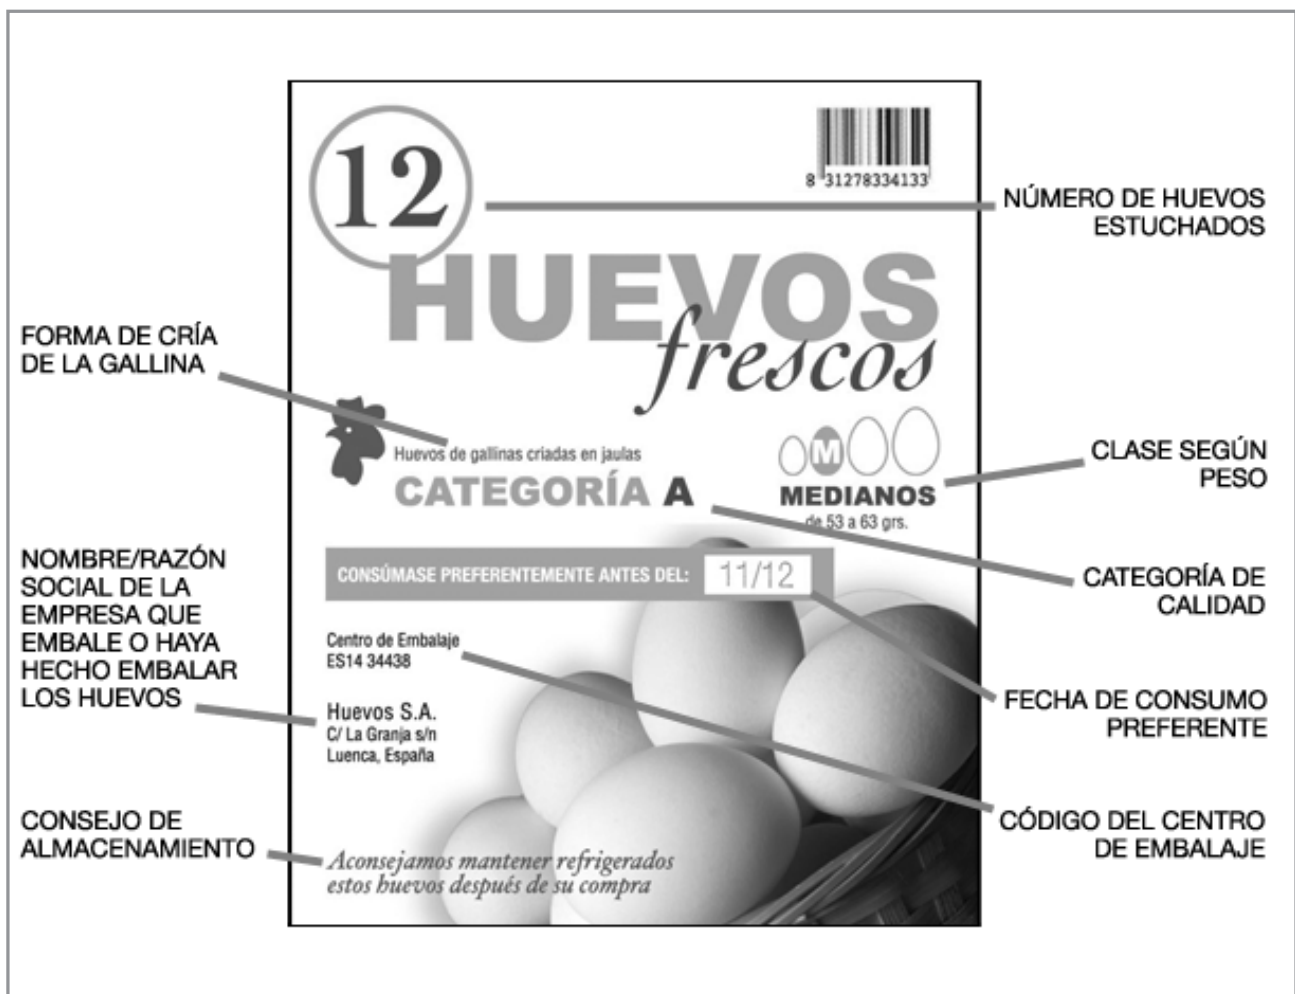 12
8 31278334133
NÚMERO DE HUEVOS
ESTUCHADOS
HUEVOS
frescos
FORMA DE CRÍA
DE LA GALLINA
Huevos de gallinas criadas en jaulas
CATEGORÍA A
M
MEDIANOS
de 53 a 63 grs.
CLASE SEGÚN
PESO
NOMBRE/RAZÓN
SOCIAL DE LA
EMPRESA QUE
EMBALE O HAYA
HECHO EMBALAR
LOS HUEVOS
CONSÚMASE PREFERENTEMENTE ANTES DEL: 11/12
CATEGORÍA DE
CALIDAD
Centro de Embalaje
ES14 34438
Huevos S.A.
C/ La Granja s/n
Luenca, España
FECHA DE CONSUMO
PREFERENTE
CONSEJO DE
ALMACENAMIENTO
CÓDIGO DEL CENTRO
DE EMBALAJE
Aconsejamos mantener refrigerados
estos huevos después de su compra